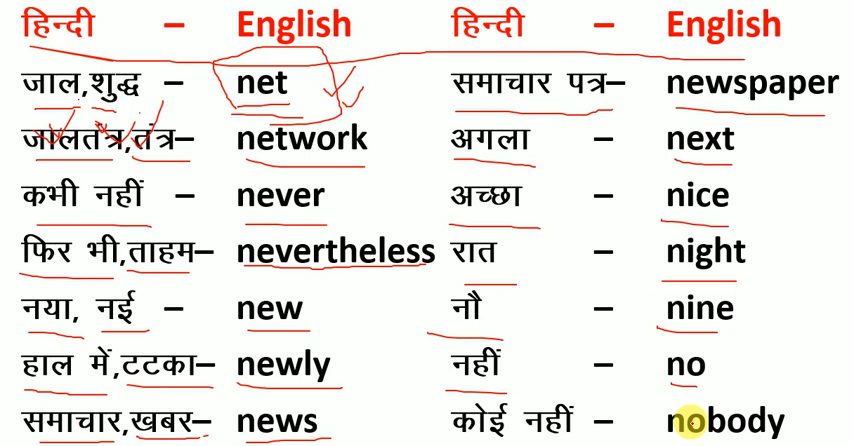 हिन्दी – English हिन्दी – English
जाल,शुद्ध – net समाचार पत्र– newspaper
जालतंत्र,तंत्र– network अगला – next
कभी नहीं – never अच्छा – nice
फिर भी,ताहम– nevertheless रात – night
नया, नई – new नौ – nine
हाल में,टटका– newly नहीं – no
समाचार,खबर– news कोई नहीं – nobody